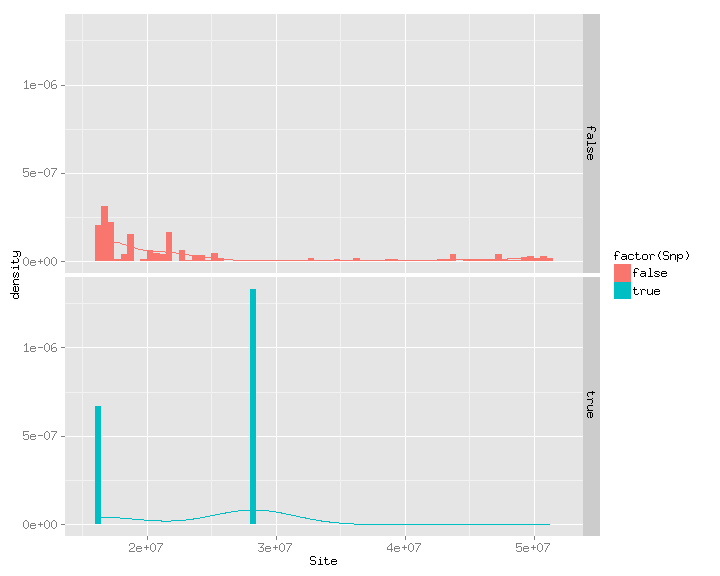 1e-06
5e-07
0e+00
false
density
1e-06
5e-07
0e+00
true
2e+07
3e+07
4e+07
5e+07
Site
factor(Snp)
false
true